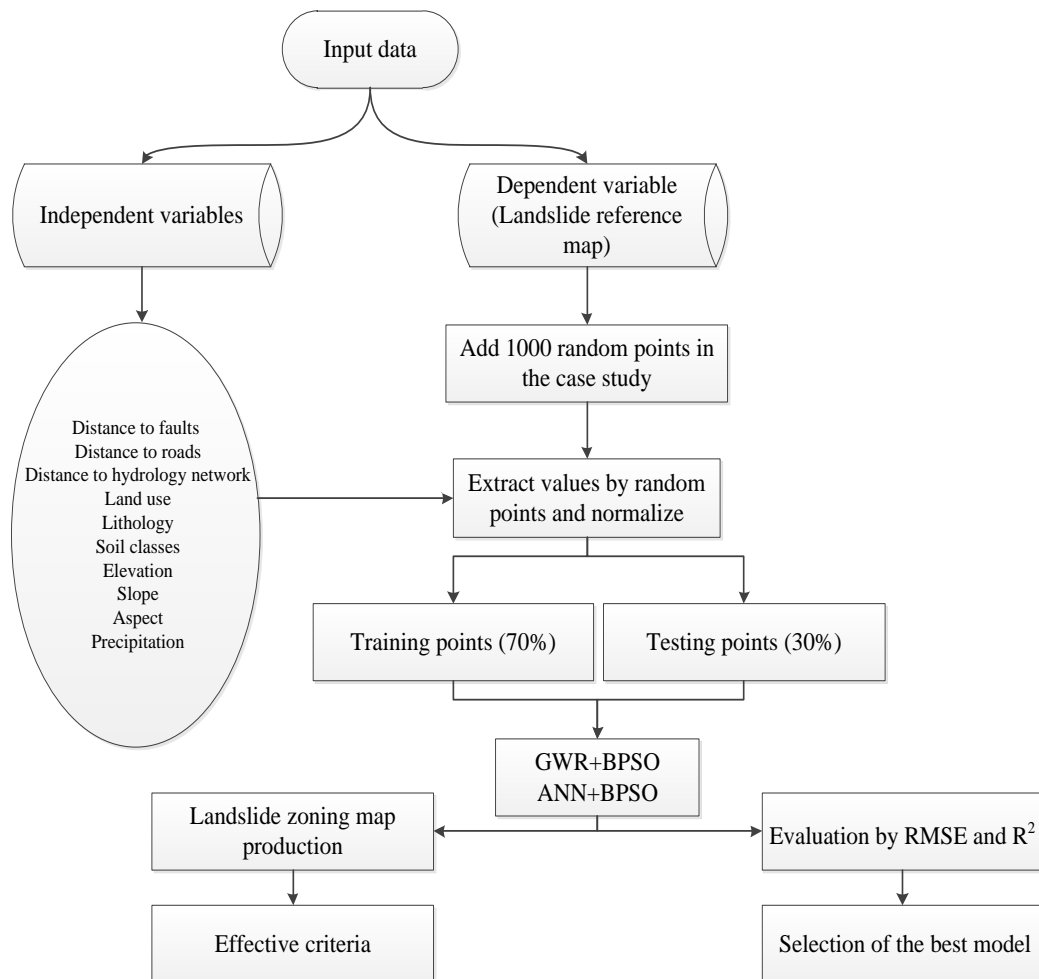 Input data
Independent variables
Dependent variable
(Landslide reference
map)
Add 1000 random points in
the case study
Distance to faults
Distance to roads
Distance to hydrology network
Land use
Lithology
Soil classes
Elevation
Slope
Aspect
Precipitation
Extract values by random
points and normalize
Training points (70%)
Testing points (30%)
GWR+BPSO
ANN+BPSO
Landslide zoning map
production
Evaluation by RMSE and R²
Effective criteria
Selection of the best model